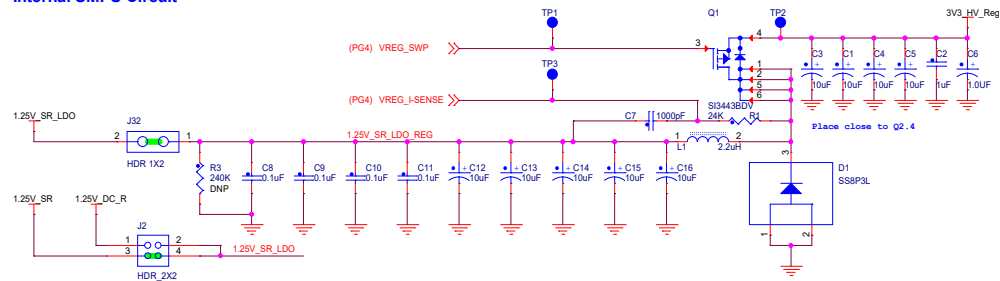 Internal SMPS Circuit
TP1
Q1
TP2
3V3_HV_Reg
(PG4) VREG_SWP
3
4
1
2
5
6
C3
10uF
C1
10uF
C4
10uF
C5
10uF
C2
1uF
C6
1.0UF
TP3
(PG4) VREG_I-SENSE
SI3443BDV
C7
1000pF
24K
R1
Place close to Q2.4
1.25V_SR_LDO
J32
2
1
HDR 1X2
1.25V_SR_LDO_REG
1
2
L1
2.2uH
R3
240K
DNP
C8
0.1uF
C9
0.1uF
C10
0.1uF
C11
0.1uF
C12
10uF
C13
10uF
C14
10uF
C15
10uF
C16
10uF
3
D1
SS8P3L
1
2
1.25V_SR
1.25V_DC_R
J2
1
2
3
4
1.25V_SR_LDO
HDR_2X2